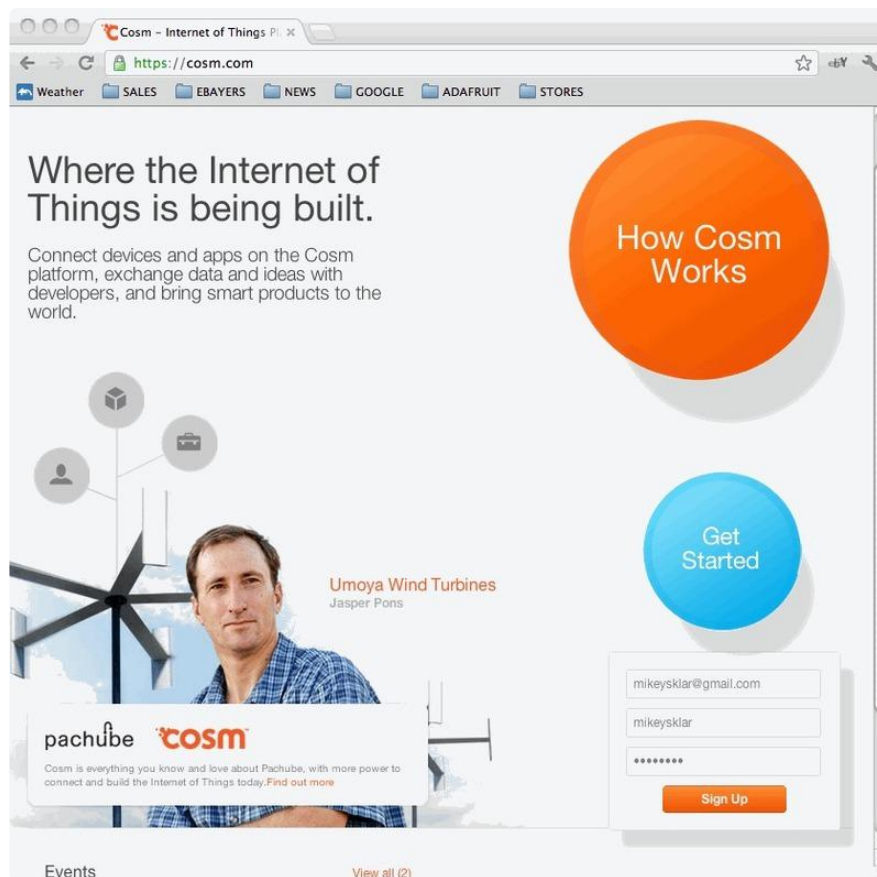 Cosm – Internet of Things Pl
https://cosm.com
Weather SALES EBAYERS NEWS GOOGLE ADAFRUIT STORES
Where the Internet of
Things is being built.
Connect devices and apps on the Cosm
platform, exchange data and ideas with
developers, and bring smart products to the
world.
How Cosm
Works
Get
Started
Umoya Wind Turbines
Jasper Pons
mikeysklar@gmail.com
mikeysklar
••••••••
Sign Up
pachube cosm
Cosm is everything you know and love about Pachube, with more power to
connect and build the Internet of Things today.Find out more
Events View all (2)